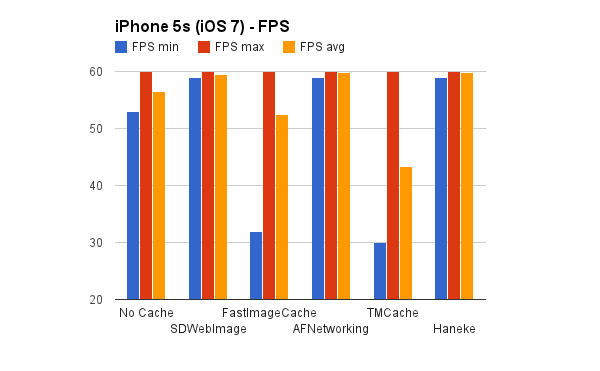 iPhone 5s (iOS 7) - FPS
FPS min FPS max FPS avg
60
50
40
30
20
No Cache FastImageCache TMCache
SDWebImage AFNetworking Haneke